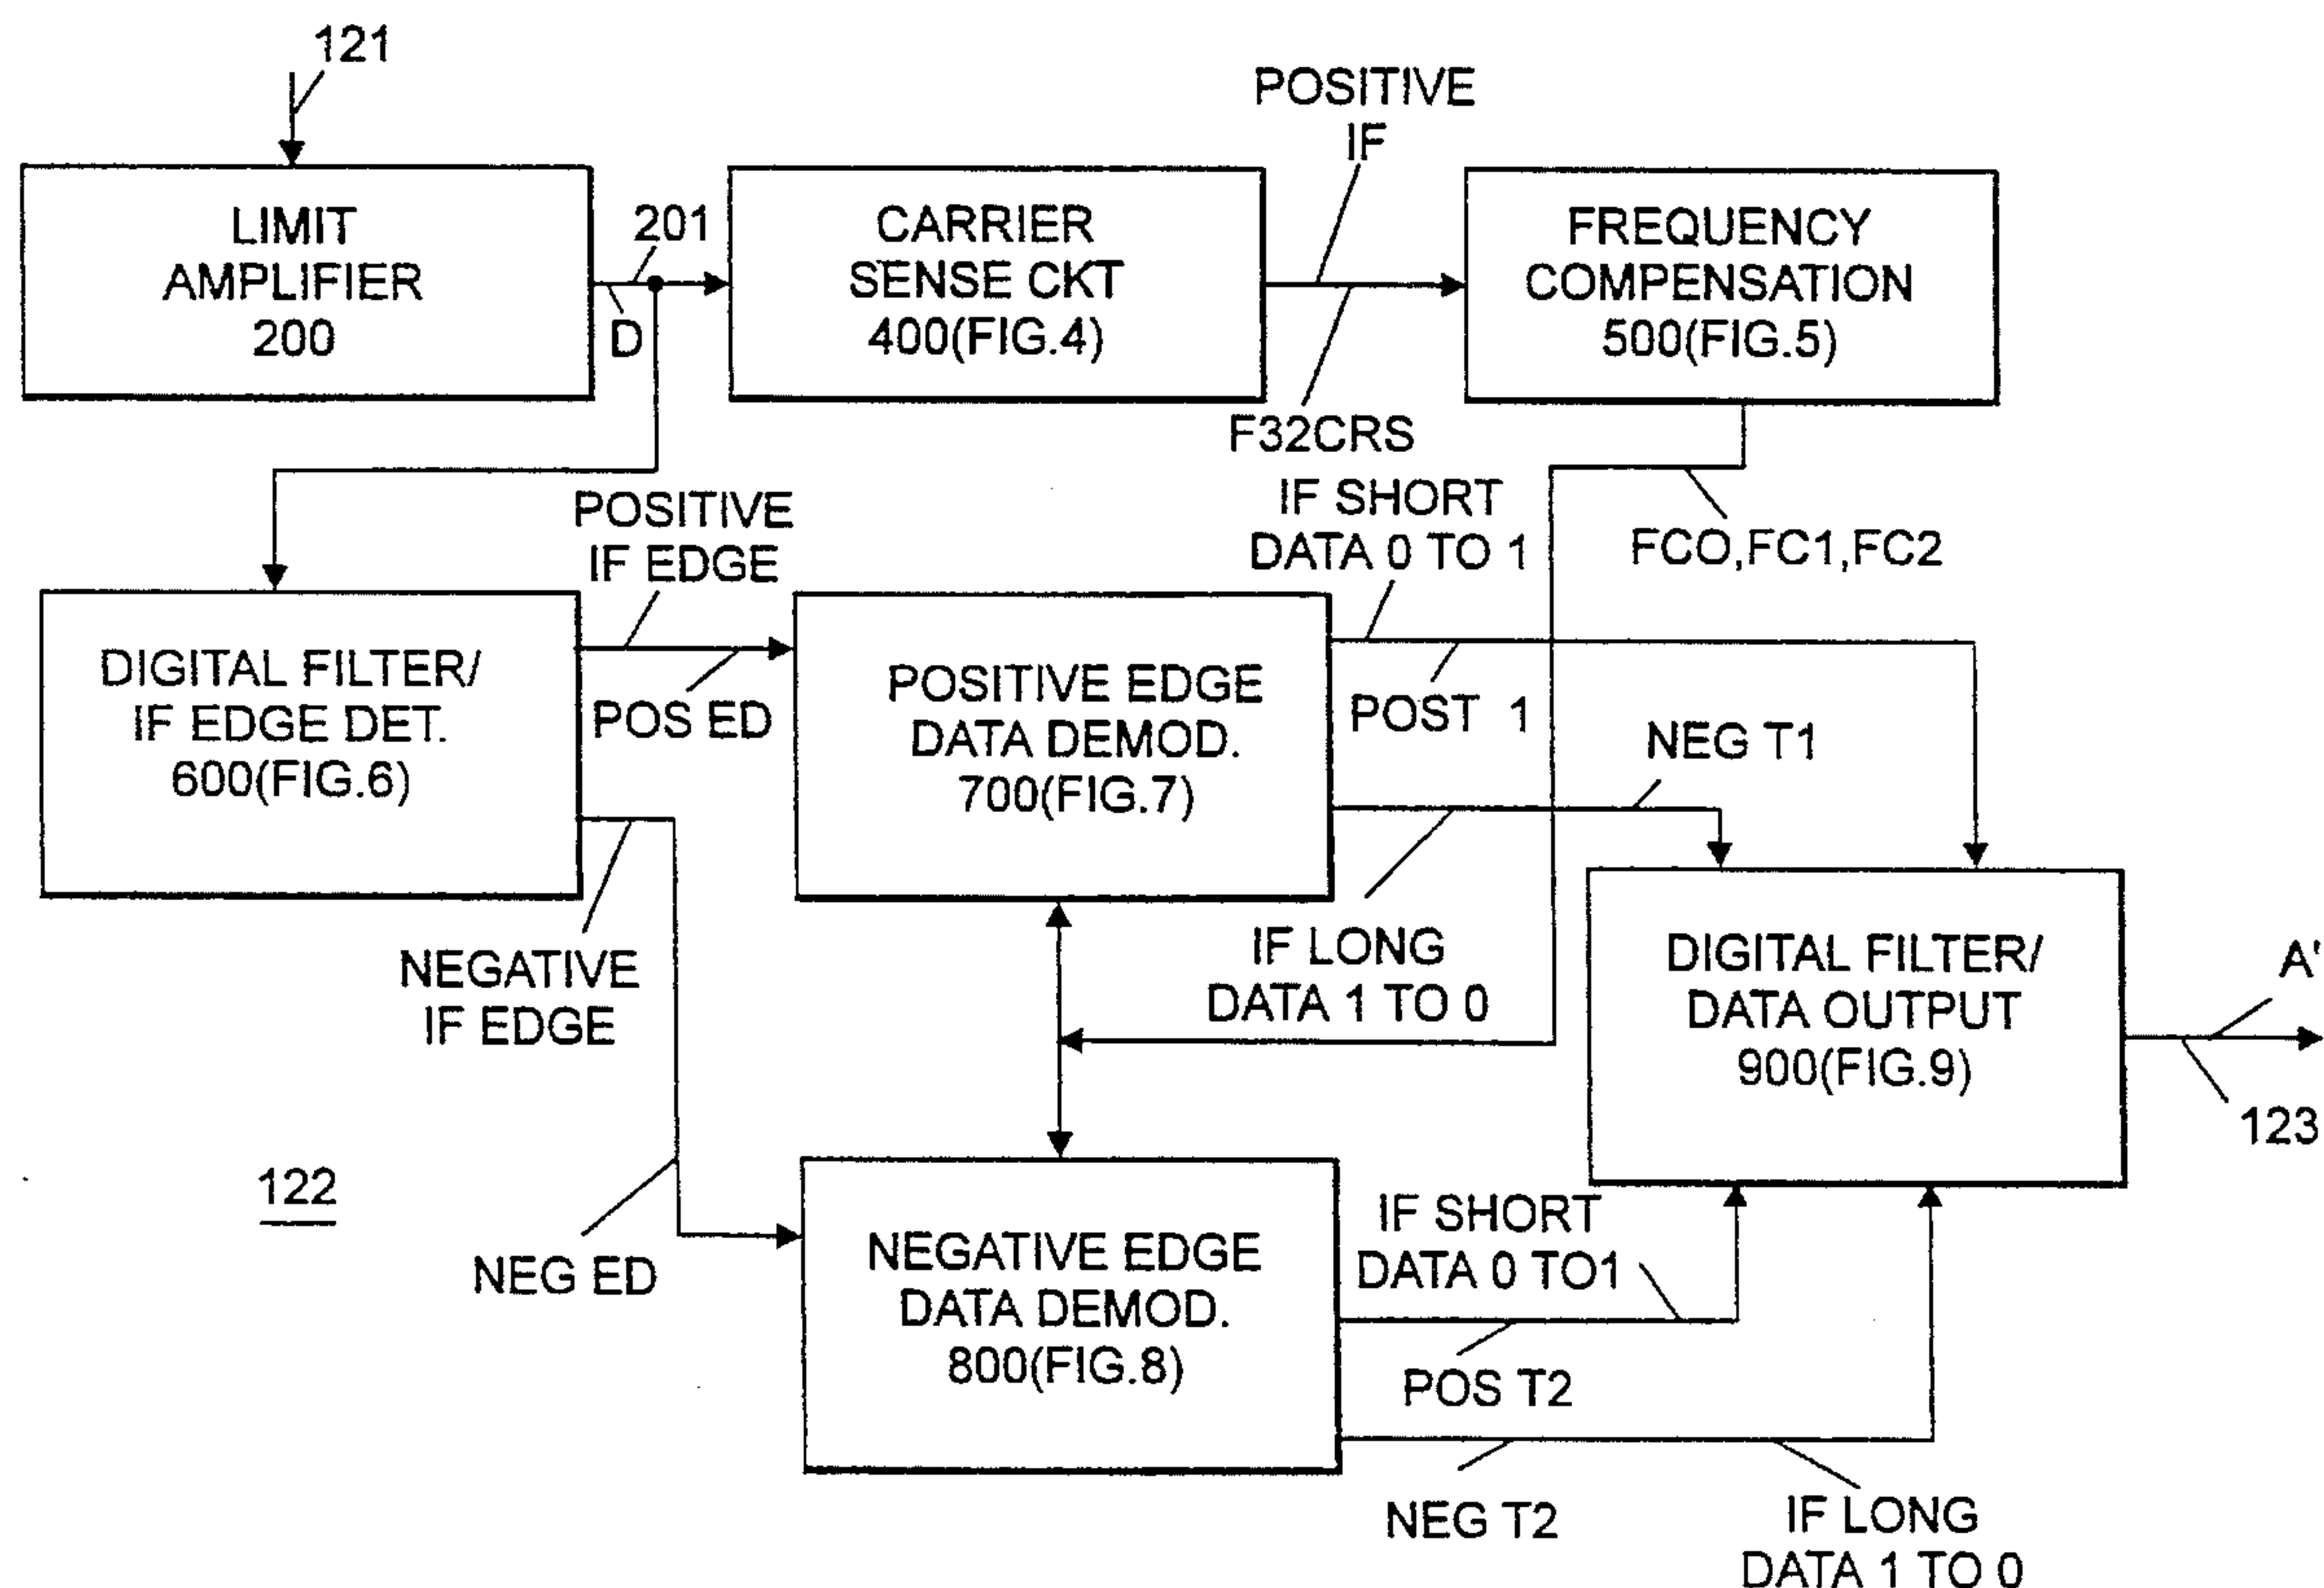 121
LIMIT
AMPLIFIER
200
201
D
CARRIER
SENSE CKT
400(FIG.4)
POSITIVE
IF
F32CRS
FREQUENCY
COMPENSATION
500(FIG.5)
FCO,FC1,FC2
DIGITAL FILTER/
IF EDGE DET.
600(FIG.6)
POSITIVE
IF EDGE
POS ED
NEGATIVE
IF EDGE
NEG ED
POSITIVE EDGE
DATA DEMOD.
700(FIG.7)
IF SHORT
DATA 0 TO 1
POST 1
NEG T1
IF LONG
DATA 1 TO 0
DIGITAL FILTER/
DATA OUTPUT
900(FIG.9)
A'
123
122
NEGATIVE EDGE
DATA DEMOD.
800(FIG.8)
IF SHORT
DATA 0 TO1
POS T2
NEG T2
IF LONG
DATA 1 TO 0